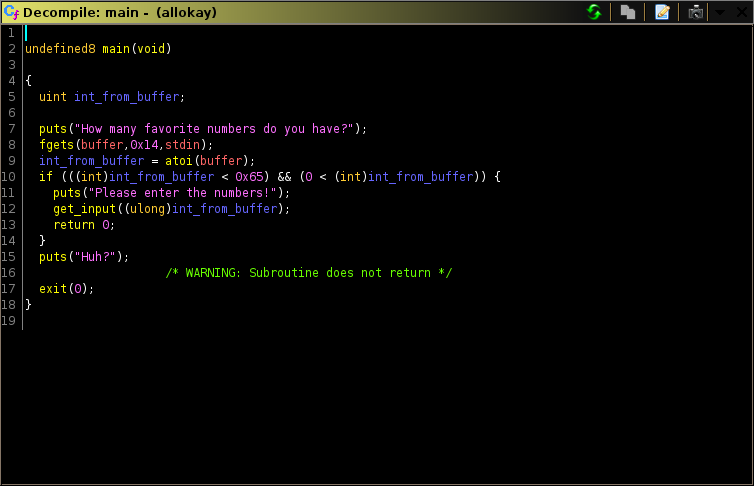 Decompile: main - (allokay)
1
2 undefined8 main(void)
3
4 {
5 uint int_from_buffer;
6
7 puts("How many favorite numbers do you have?");
8 fgets(buffer,0x14,stdin);
9 int_from_buffer = atoi(buffer);
10 if (((int)int_from_buffer < 0x65) && (0 < (int)int_from_buffer)) {
11 puts("Please enter the numbers!");
12 get_input((ulong)int_from_buffer);
13 return 0;
14 }
15 puts("Huh?");
16 /* WARNING: Subroutine does not return */
17 exit(0);
18 }
19